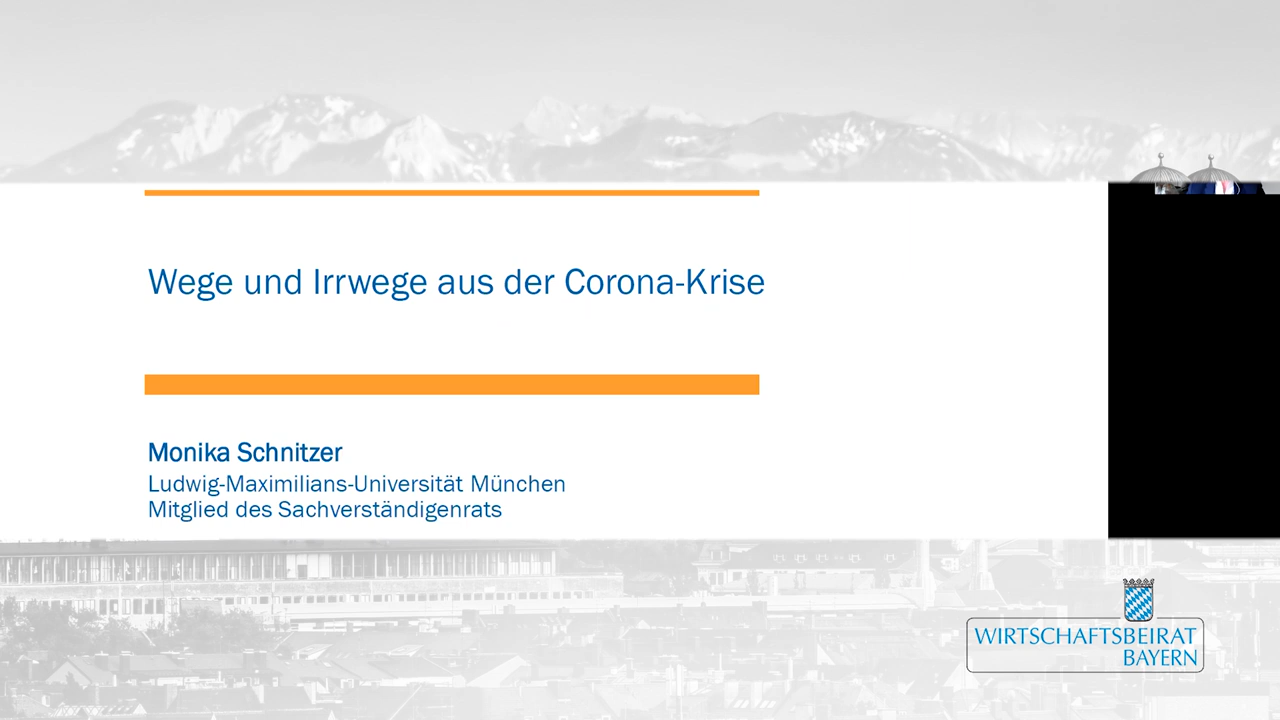 Wege und Irrwege aus der Corona-Krise
Monika Schnitzer
Ludwig-Maximilians-Universität München
Mitglied des Sachverständigenrats
WIRTSCHAFTSBEIRAT
BAYERN